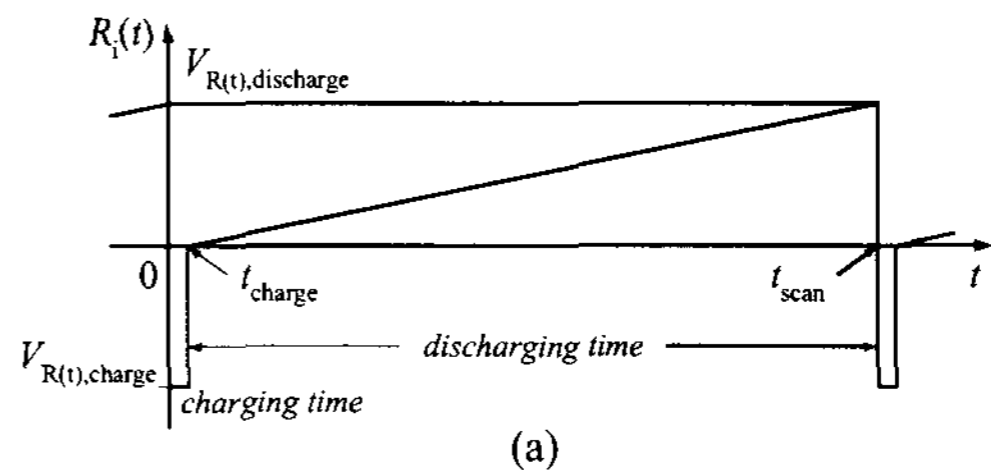 R_i(t)
V_R(t),discharge
0
t_charge
t_scan
t
discharging time
V_R(t),charge
charging time
(a)